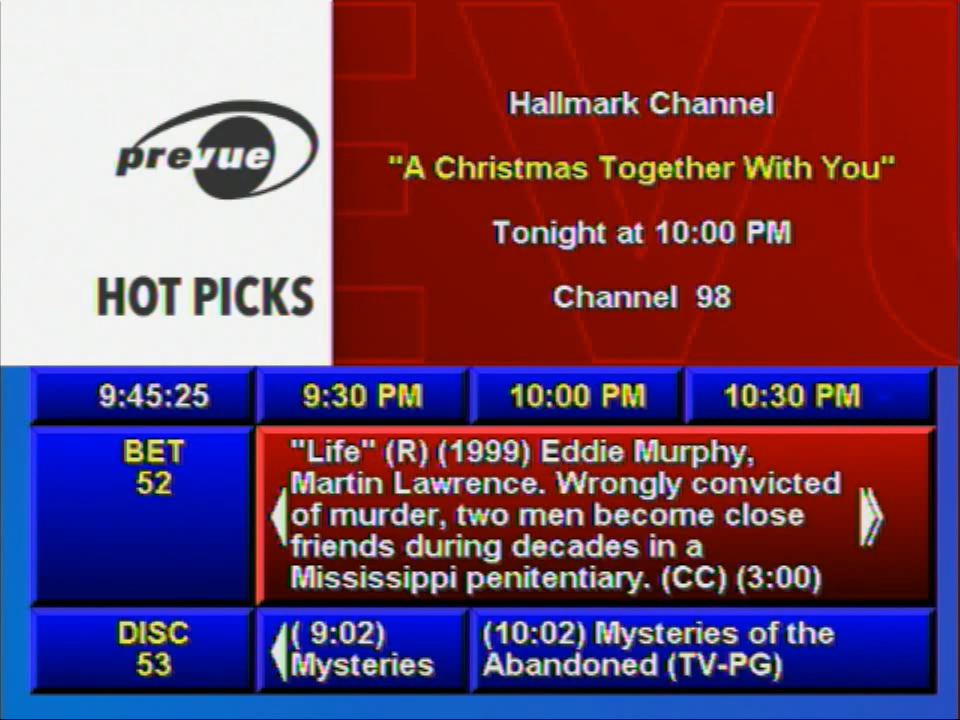 prevue
HOT PICKS
Hallmark Channel
"A Christmas Together With You"
Tonight at 10:00 PM
Channel 98
9:45:25 9:30 PM 10:00 PM 10:30 PM
BET
52
"Life" (R) (1999) Eddie Murphy,
Martin Lawrence. Wrongly convicted
of murder, two men become close
friends during decades in a
Mississippi penitentiary. (CC) (3:00)
DISC
53
( 9:02)
Mysteries
(10:02) Mysteries of the
Abandoned (TV-PG)